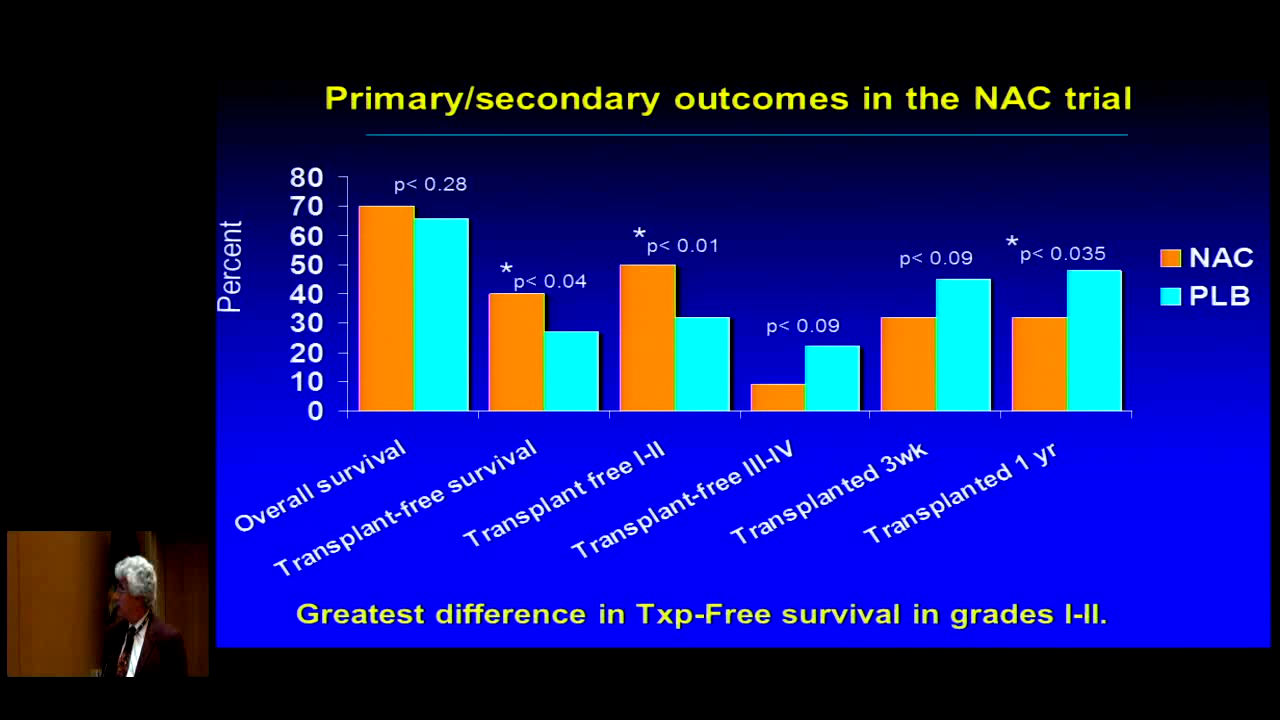 Primary/secondary outcomes in the NAC trial
Percent
80
70
60
50
40
30
20
10
0
p< 0.28
*
p< 0.04
*
p< 0.01
p< 0.09
p< 0.09
*
p< 0.035
NAC
PLB
Overall survival
Transplant-free survival
Transplant free I-II
Transplant-free III-IV
Transplanted 3wk
Transplanted 1 yr
Greatest difference in Txp-Free survival in grades I-II.